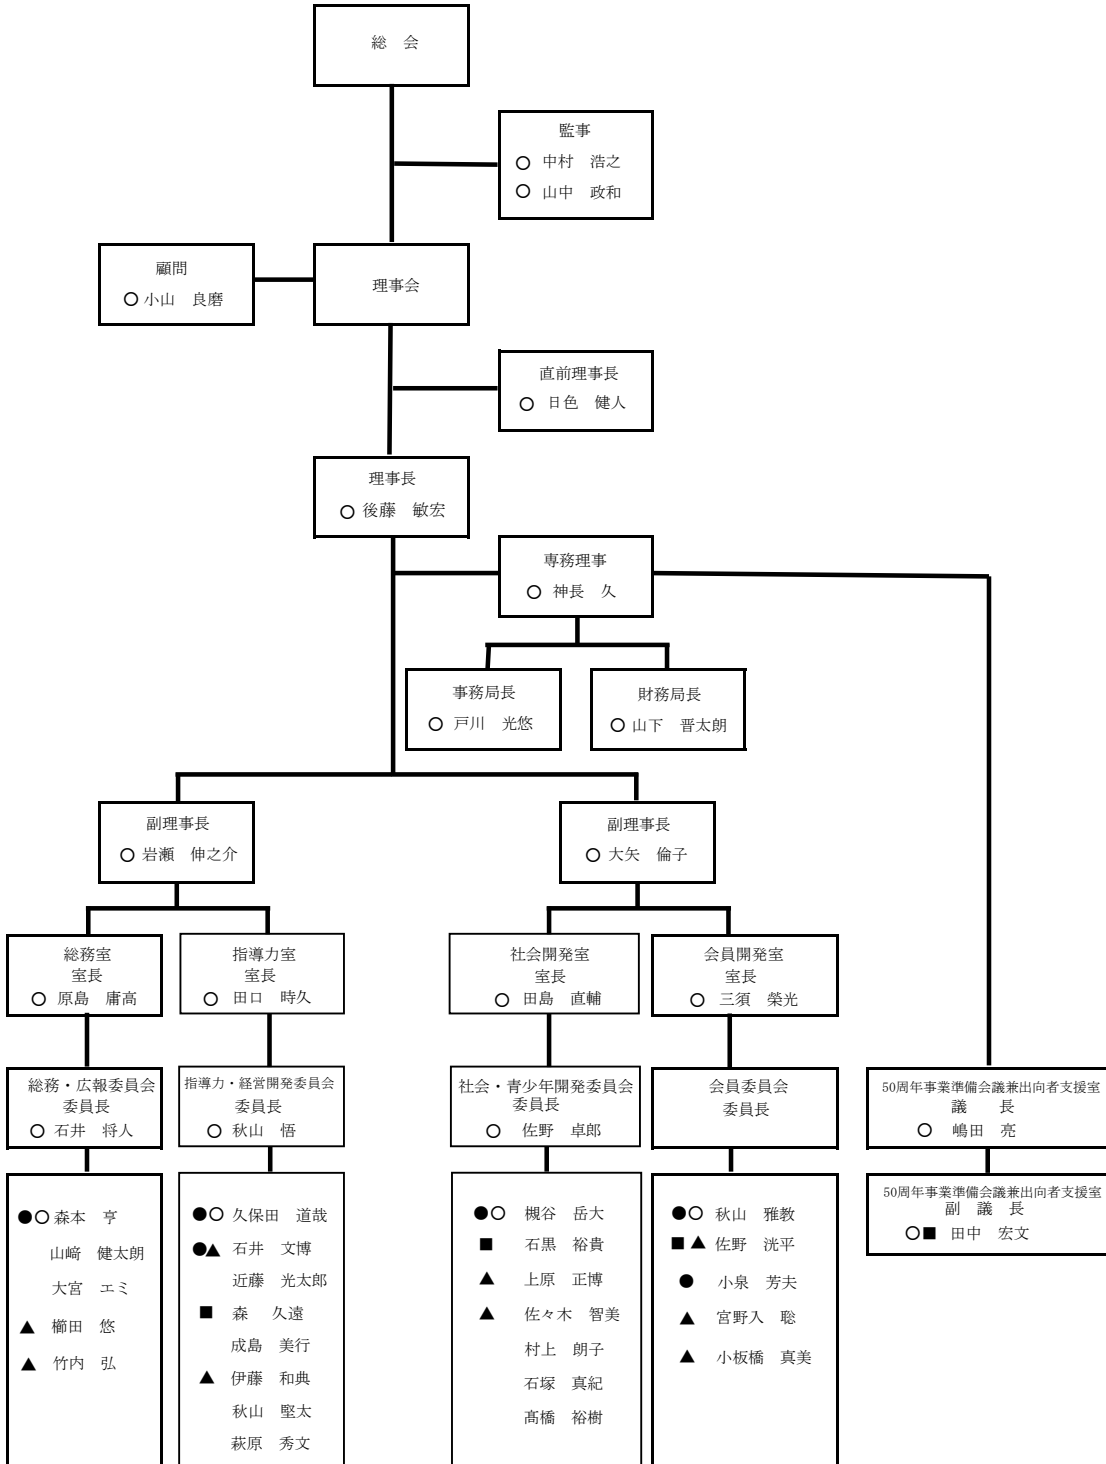 総　会
監事
○ 中村　浩之
○ 山中　政和
顧問
○ 小山　良磨
理事会
直前理事長
○ 日色　健人
理事長
○ 後藤　敏宏
専務理事
○ 神長　久
事務局長
○ 戸川　光悠
財務局長
○ 山下　晋太朗
副理事長
○ 岩瀬　伸之介
副理事長
○ 大矢　倫子
総務室
室長
○ 原島　庸高
指導力室
室長
○ 田口　時久
社会開発室
室長
○ 田島　直輔
会員開発室
室長
○ 三須　榮光
総務・広報委員会
委員長
○ 石井　将人
指導力・経営開発委員会
委員長
○ 秋山　悟
社会・青少年開発委員会
委員長
○ 佐野　卓郎
会員委員会
委員長
50周年事業準備会議兼出向者支援室
議　　長
○ 嶋田　亮
●○ 森本　亨
山﨑　健太朗
大宮　エミ
▲ 曛田　悠
▲ 竹内　弘
●○ 久保田　道哉
●▲ 石井　文博
近藤　光太郎
■ 森　久遠
成島　美行
▲ 伊藤　和典
秋山　堅太
萩原　秀文
●○ 槻谷　岳大
■ 石黒　裕貴
▲ 上原　正博
▲ 佐々木　智美
村上　朗子
石塚　真紀
髙橋　裕樹
●○ 秋山　雅教
■ ▲ 佐野　洸平
● 小泉　芳夫
▲ 宮野入　聡
▲ 小板橋　真美
50周年事業準備会議兼出向者支援室
副　議　長
○■ 田中　宏文